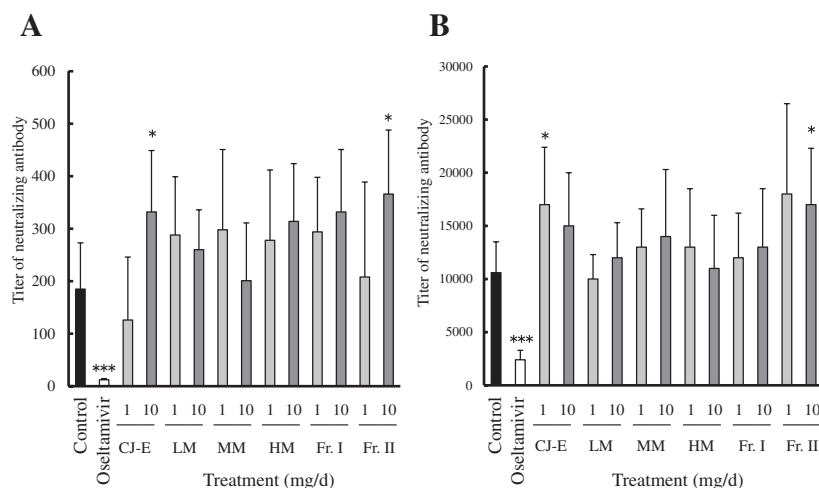 A
Titer of neutralizing antibody
600
500
400
300
200
100
0
*
*
***
Control
Oseltamivir
1 10 1 10 1 10 1 10 1 10 1 10
CJ-E LM MM HM Fr. I Fr. II
B
Titer of neutralizing antibody
30000
25000
20000
15000
10000
5000
0
*
*
***
Control
Oseltamivir
1 10 1 10 1 10 1 10 1 10 1 10
CJ-E LM MM HM Fr. I Fr. II
Treatment (mg/d)
Treatment (mg/d)